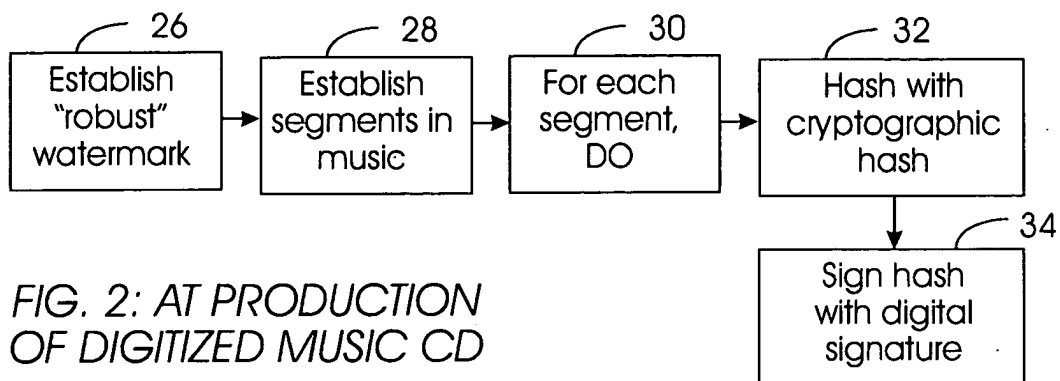 26
Establish
"robust"
watermark
28
Establish
segments in
music
30
For each
segment,
DO
32
Hash with
cryptographic
hash
34
Sign hash
with digital
signature
FIG. 2: AT PRODUCTION
OF DIGITIZED MUSIC CD